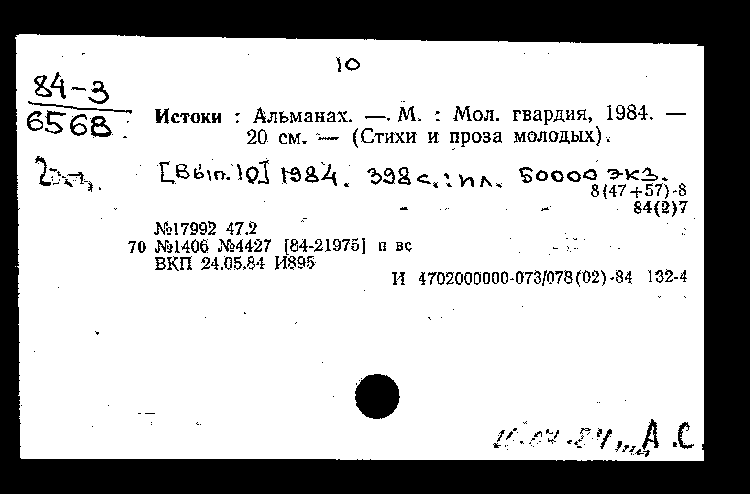 10
84-3
6568
Истоки : Альманах. — М. : Мол. гвардия, 1984. —
20 см. — (Стихи и проза молодых).
[Вып. 10] 1984. 398 с.: ил. 50000 экз.
8(47+57)-8
84(2)7
№17992 47.2
70 №1406 №4427 [84-21975] п вс
ВКП 24.05.84 И895
И 4702000000-073/078(02)-84 132-4
А.С.